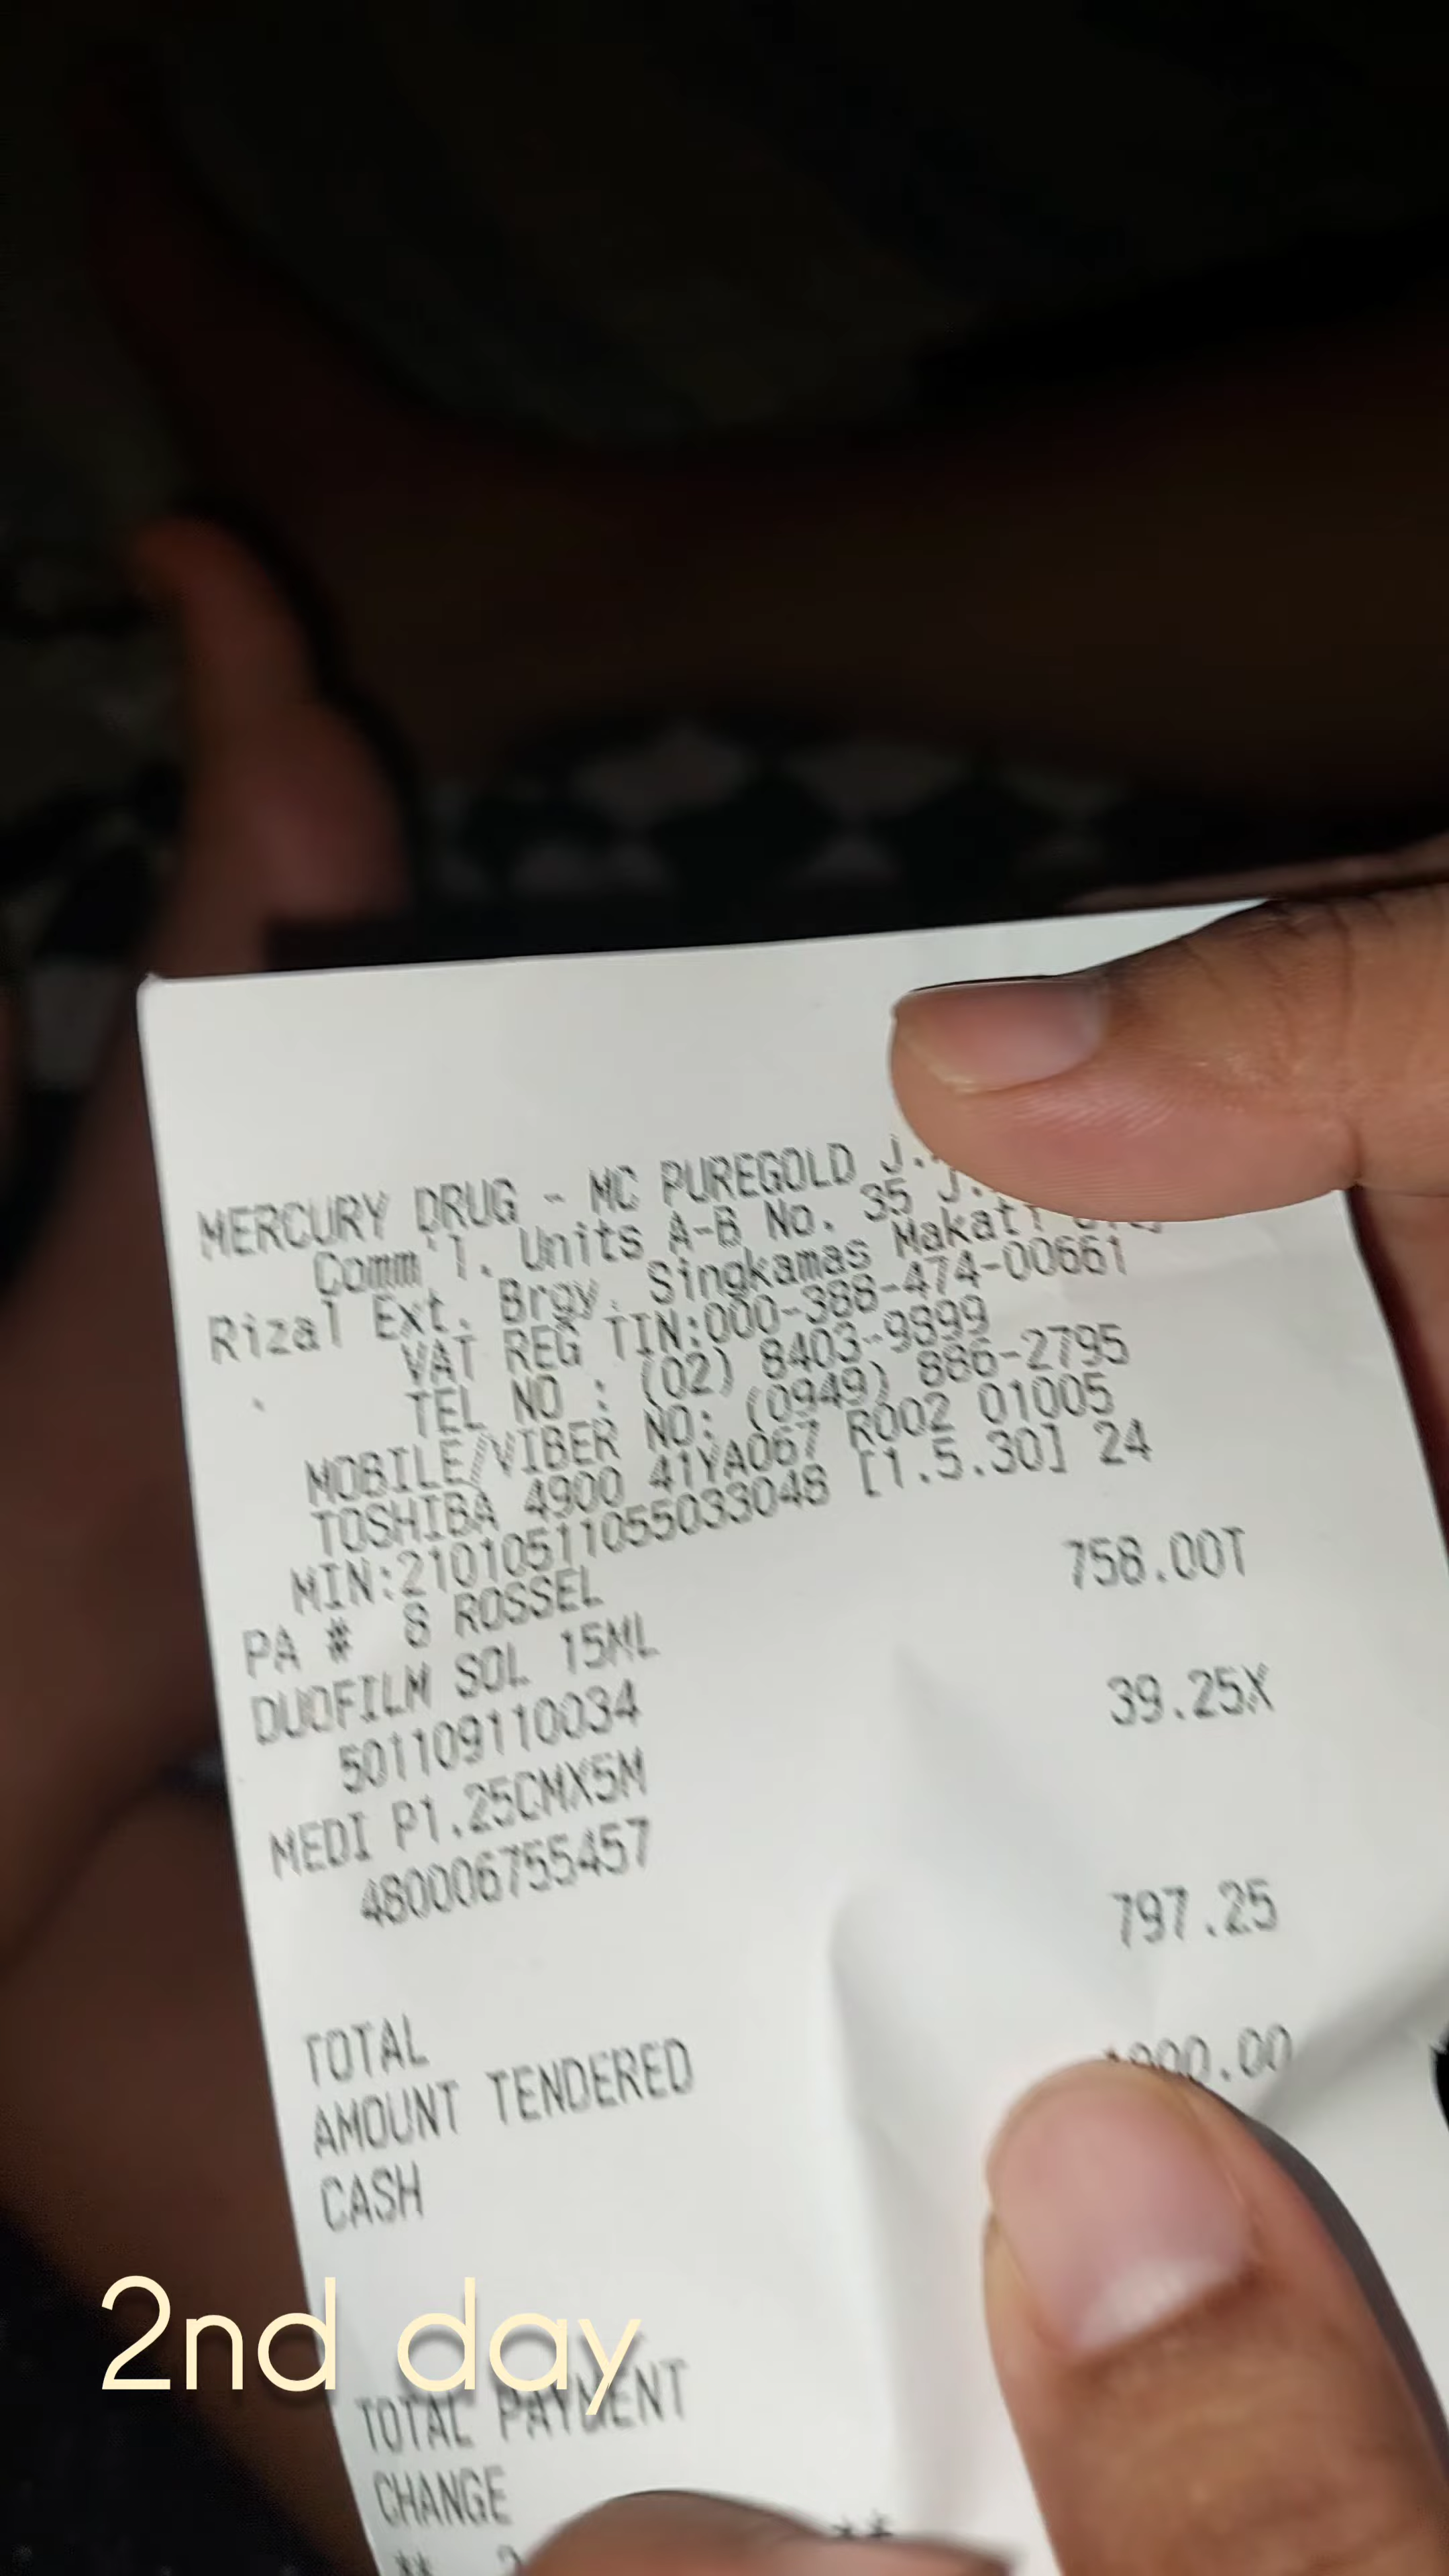 MERCURY DRUG - MC PUREGOLD J.
Comm'l. Units A-B No. 35 J.
Rizal Ext. Brgy. Singkamas Makati
VAT REG TIN:000-388-474-00661
TEL NO : (02) 8403-9899
MOBILE/VIBER NO: (0949) 886-2795
TOSHIBA 4900 41YA067 R002 01005
MIN:21010511055033048 [1.5.30] 24
PA # 8 ROSSEL
DUOFILM SOL 15ML 758.00T
501109110034
MEDI P1.25CMX5M 39.25X
480006755457
TOTAL 797.25
AMOUNT TENDERED
CASH
2nd day
TOTAL PAYMENT
CHANGE